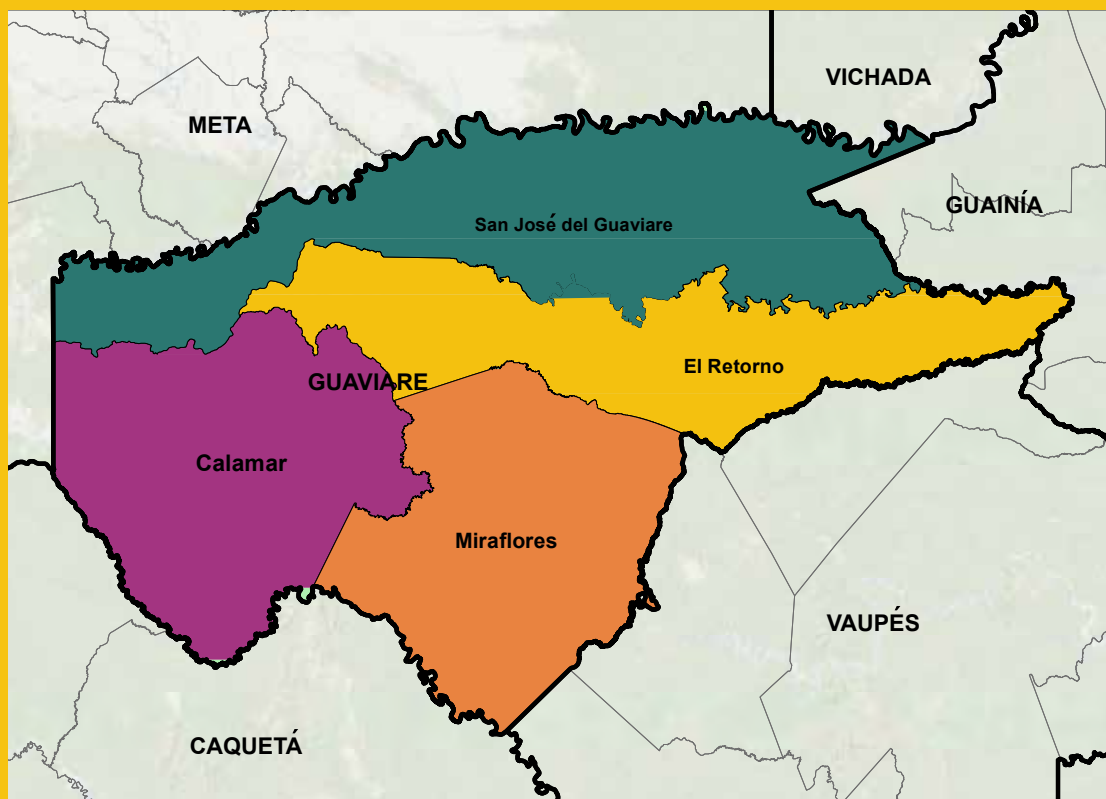 VICHADA
META
GUAINÍA
San José del Guaviare
El Retorno
GUAVIARE
Calamar
Miraflores
VAUPÉS
CAQUETÁ